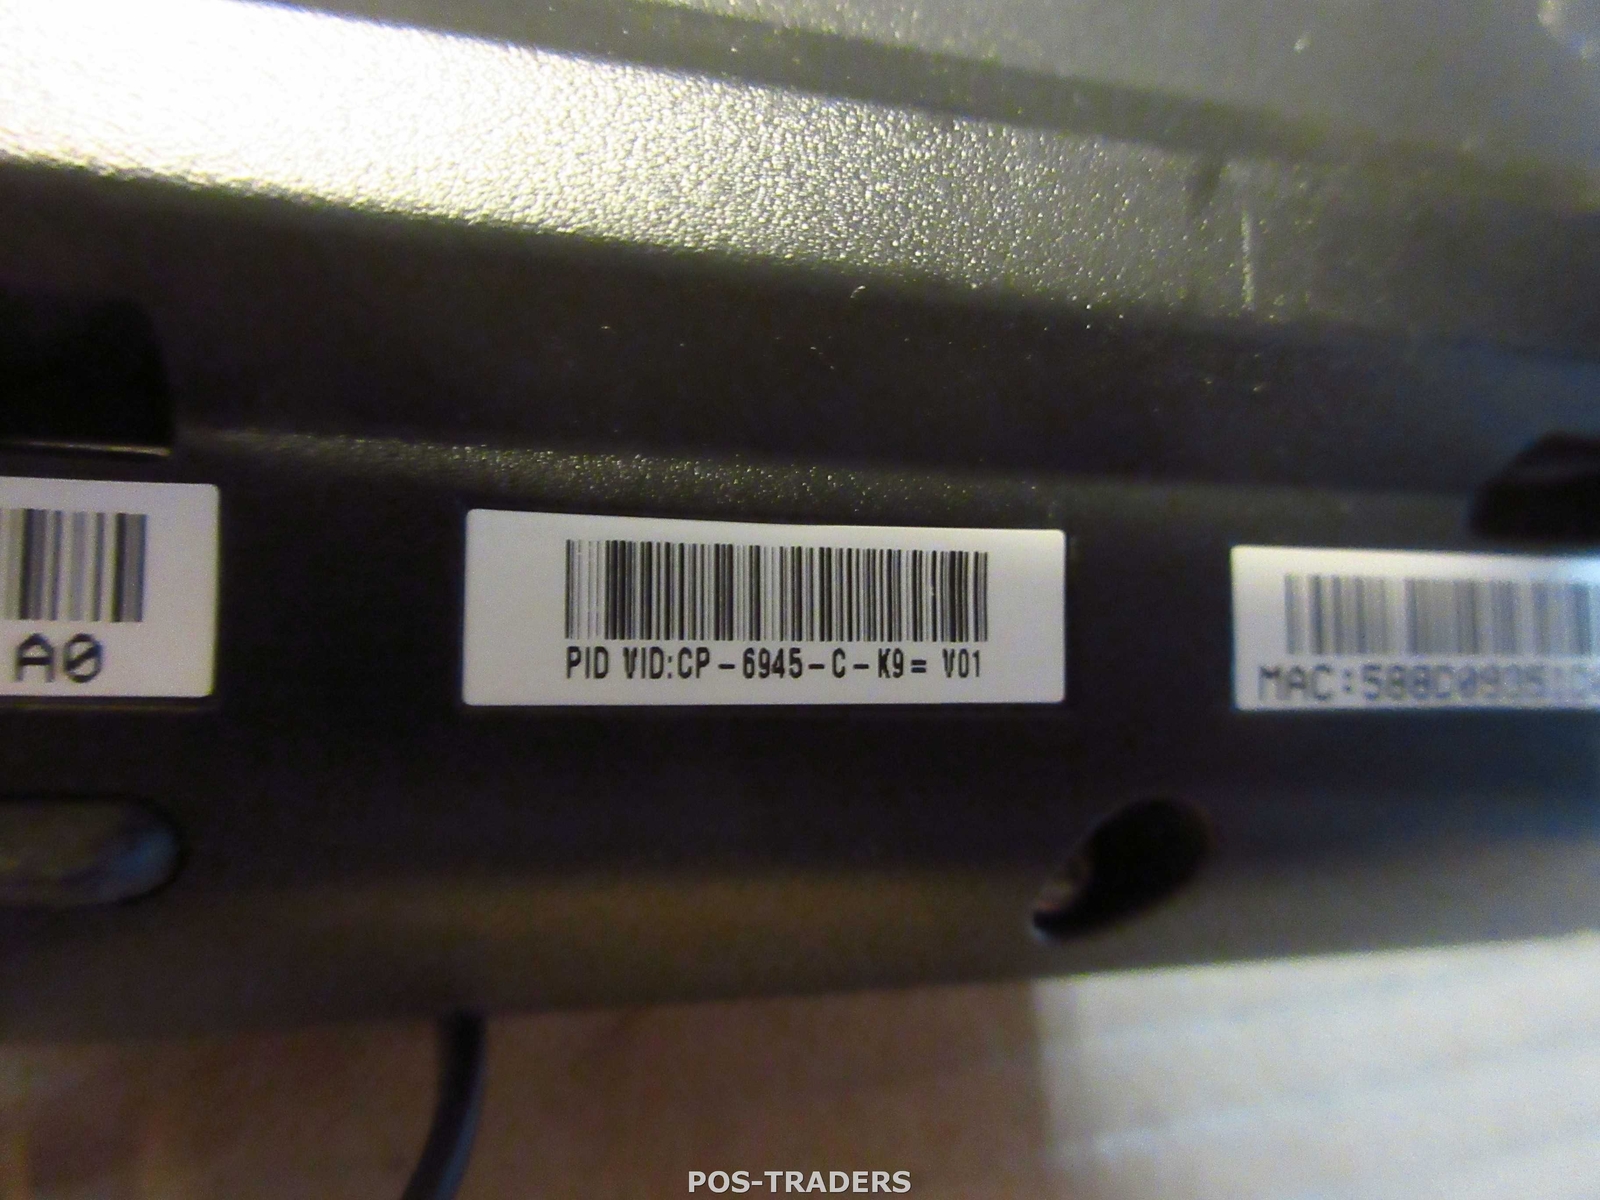 A0
PID VID:CP-6945-C-K9= V01
POS-TRADERS